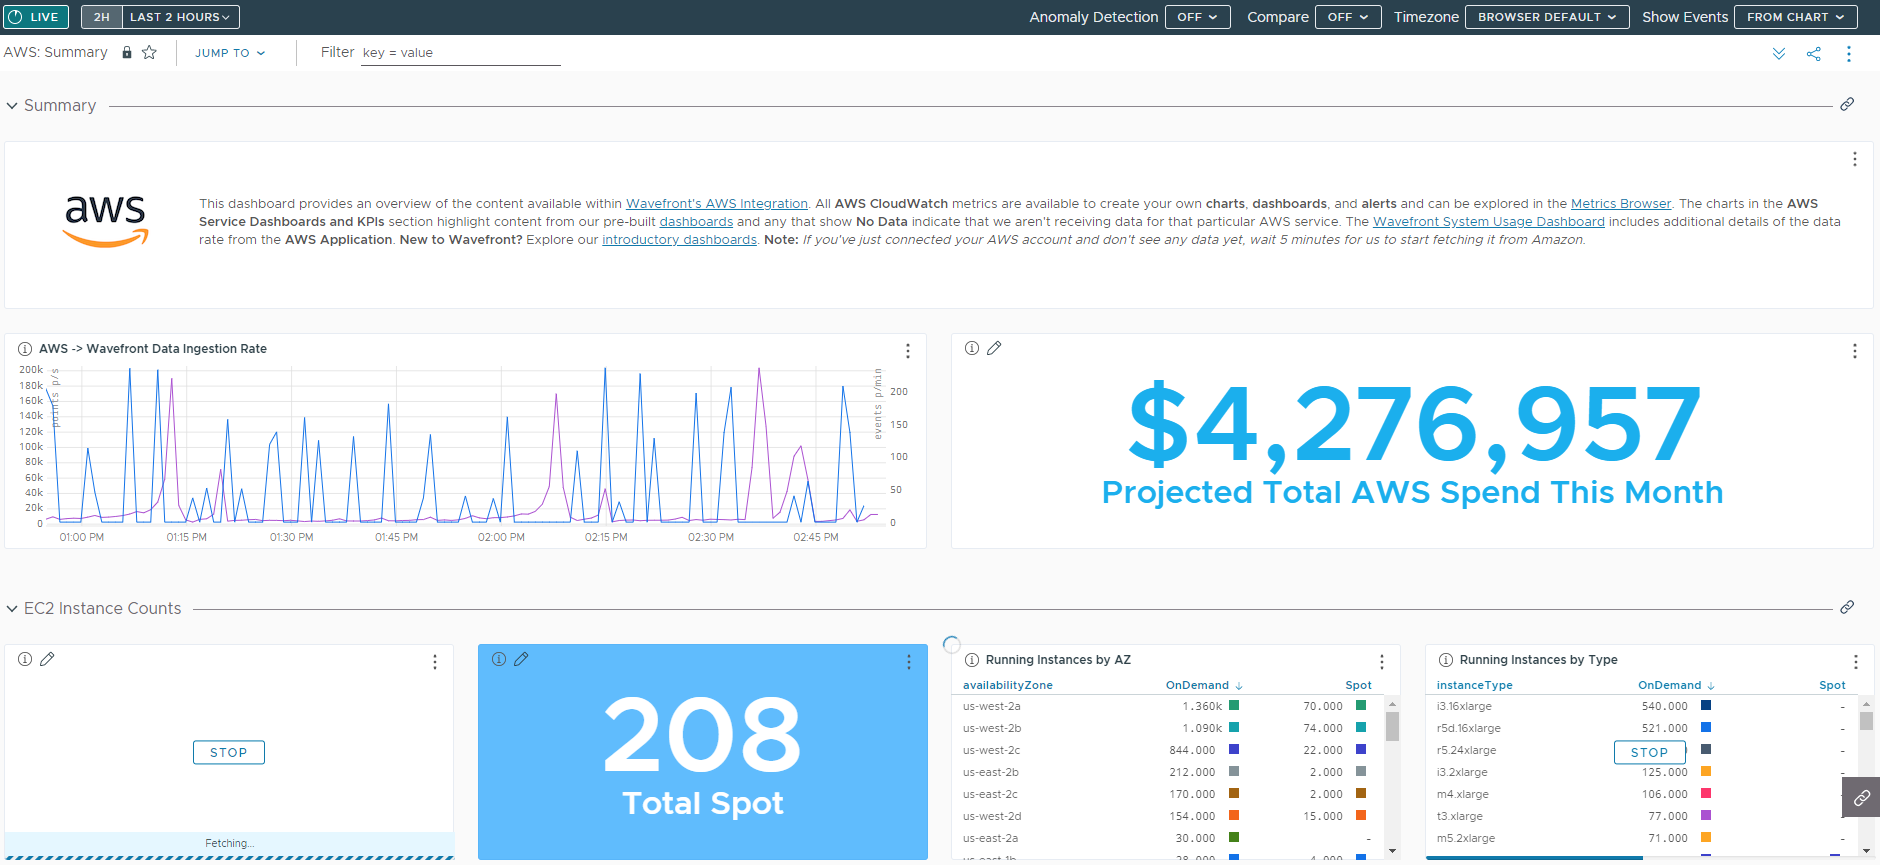 LIVE 2H LAST 2 HOURS Anomaly Detection OFF Compare OFF Timezone BROWSER DEFAULT Show Events FROM CHART
AWS: Summary JUMP TO Filter key = value
Summary
aws
This dashboard provides an overview of the content available within Wavefront's AWS Integration. All AWS CloudWatch metrics are available to create your own charts, dashboards, and alerts and can be explored in the Metrics Browser. The charts in the AWS
Service Dashboards and KPIs section highlight content from our pre-built dashboards and any that show No Data indicate that we aren't receiving data for that particular AWS service. The Wavefront System Usage Dashboard includes additional details of the data
rate from the AWS Application. New to Wavefront? Explore our introductory dashboards. Note: If you've just connected your AWS account and don't see any data yet, wait 5 minutes for us to start fetching it from Amazon.
AWS -> Wavefront Data Ingestion Rate
200k
180k
160k
140k
120k
100k
80k
60k
40k
20k
0
points p/s
events p/min
200
150
100
50
0
01:00 PM 01:15 PM 01:30 PM 01:45 PM 02:00 PM 02:15 PM 02:30 PM 02:45 PM
$4,276,957
Projected Total AWS Spend This Month
EC2 Instance Counts
STOP
Fetching...
208
Total Spot
Running Instances by AZ
availabilityZone OnDemand Spot
us-west-2a 1.360k 70.000
us-west-2b 1.090k 74.000
us-west-2c 844.000 22.000
us-east-2b 212.000 2.000
us-east-2c 170.000 2.000
us-west-2d 154.000 15.000
us-east-2a 30.000 -
us-east-1b 28.000 4.000
Running Instances by Type
instanceType OnDemand Spot
i3.16xlarge 540.000 -
r5d.16xlarge 521.000 -
r5.24xlarge -
STOP
i3.2xlarge 125.000 -
m4.xlarge 106.000 -
t3.xlarge 77.000
m5.2xlarge 71.000 -